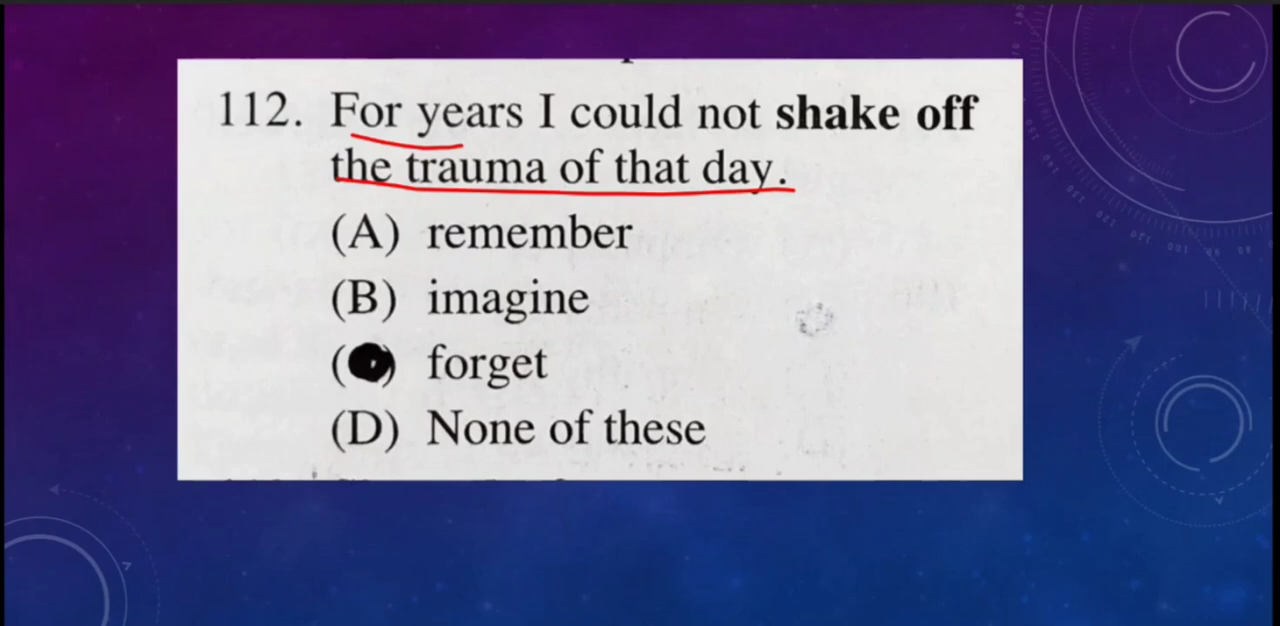 112. For years I could not shake off
the trauma of that day.
(A) remember
(B) imagine
( ) forget
(D) None of these